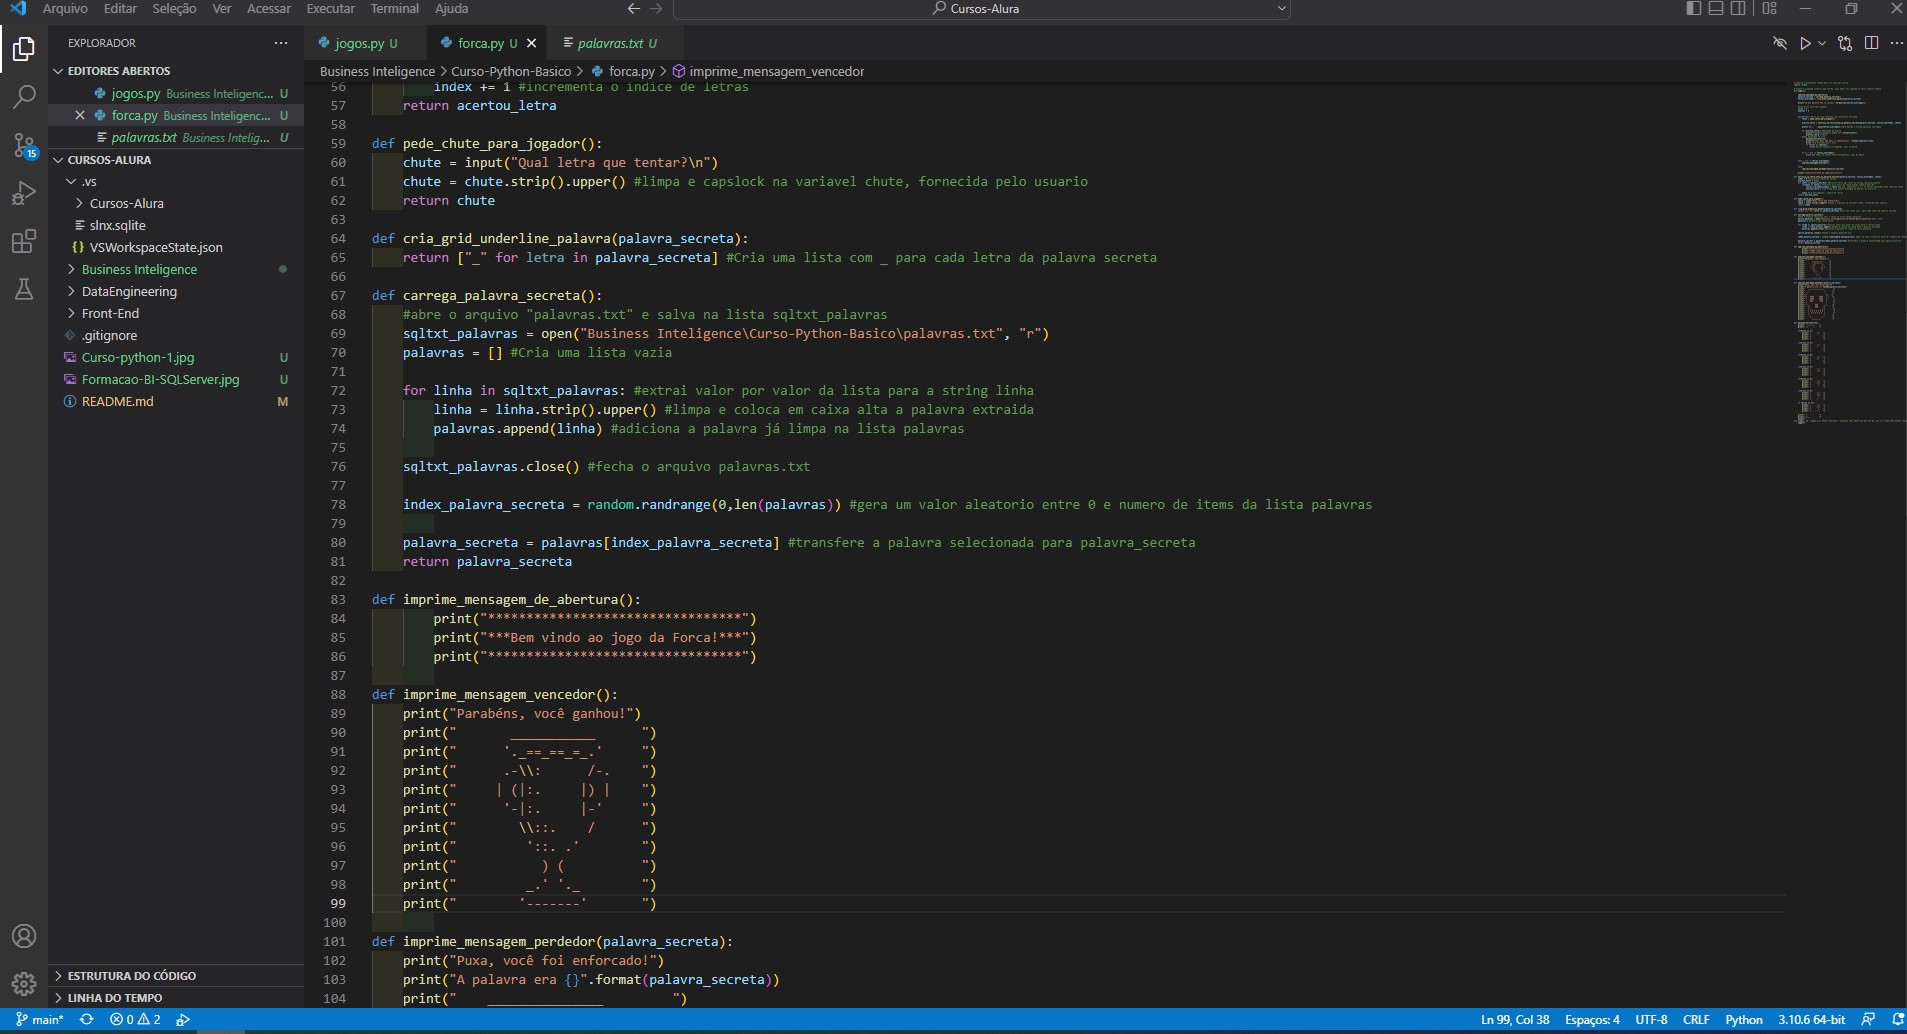 Arquivo Editar Seleção Ver Acessar Executar Terminal Ajuda
Cursos-Alura
EXPLORADOR
EDITORES ABERTOS
jogos.py Business Inteligenc... U
forca.py Business Inteligenc... U
palavras.txt Business Intelig... U
CURSOS-ALURA
.vs
Cursos-Alura
slnx.sqlite
{} VSWorkspaceState.json
Business Inteligence
DataEngineering
Front-End
.gitignore
Curso-python-1.jpg U
Formacao-BI-SQLServer.jpg U
README.md M
15
ESTRUTURA DO CÓDIGO
LINHA DO TEMPO
jogos.py U forca.py U palavras.txt U
Business Inteligence > Curso-Python-Basico > forca.py > imprime_mensagem_vencedor
56 index += 1 #incrementa o indice de letras
57 return acertou_letra
58
59 def pede_chute_para_jogador():
60 chute = input("Qual letra que tentar?\n")
61 chute = chute.strip().upper() #limpa e capslock na variavel chute, fornecida pelo usuario
62 return chute
63
64 def cria_grid_underline_palavra(palavra_secreta):
65 return ["_" for letra in palavra_secreta] #Cria uma lista com _ para cada letra da palavra secreta
66
67 def carrega_palavra_secreta():
68 #abre o arquivo "palavras.txt" e salva na lista sqltxt_palavras
69 sqltxt_palavras = open("Business Inteligence\Curso-Python-Basico\palavras.txt", "r")
70 palavras = [] #Cria uma lista vazia
71
72 for linha in sqltxt_palavras: #extrai valor por valor da lista para a string linha
73 linha = linha.strip().upper() #limpa e coloca em caixa alta a palavra extraida
74 palavras.append(linha) #adiciona a palavra já limpa na lista palavras
75
76 sqltxt_palavras.close() #fecha o arquivo palavras.txt
77
78 index_palavra_secreta = random.randrange(0,len(palavras)) #gera um valor aleatorio entre 0 e numero de items da lista palavras
79
80 palavra_secreta = palavras[index_palavra_secreta] #transfere a palavra selecionada para palavra_secreta
81 return palavra_secreta
82
83 def imprime_mensagem_de_abertura():
84 print("*********************************")
85 print("***Bem vindo ao jogo da Forca!***")
86 print("*********************************")
87
88 def imprime_mensagem_vencedor():
89 print("Parabéns, você ganhou!")
90 print("       ___________      ")
91 print("      '._==_==_=_.'     ")
92 print("      .-\\:      /-.    ")
93 print("     | (|:.     |) |    ")
94 print("      '-|:.     |-'     ")
95 print("        \\::.    /      ")
96 print("         '::. .'        ")
97 print("           ) (          ")
98 print("         _.' '._        ")
99 print("        '-------'       ")
100
101 def imprime_mensagem_perdedor(palavra_secreta):
102 print("Puxa, você foi enforcado!")
103 print("A palavra era {}".format(palavra_secreta))
104 print("    _______________         ")
main* 0 2 Ln 99, Col 38 Espaços: 4 UTF-8 CRLF Python 3.10.6 64-bit